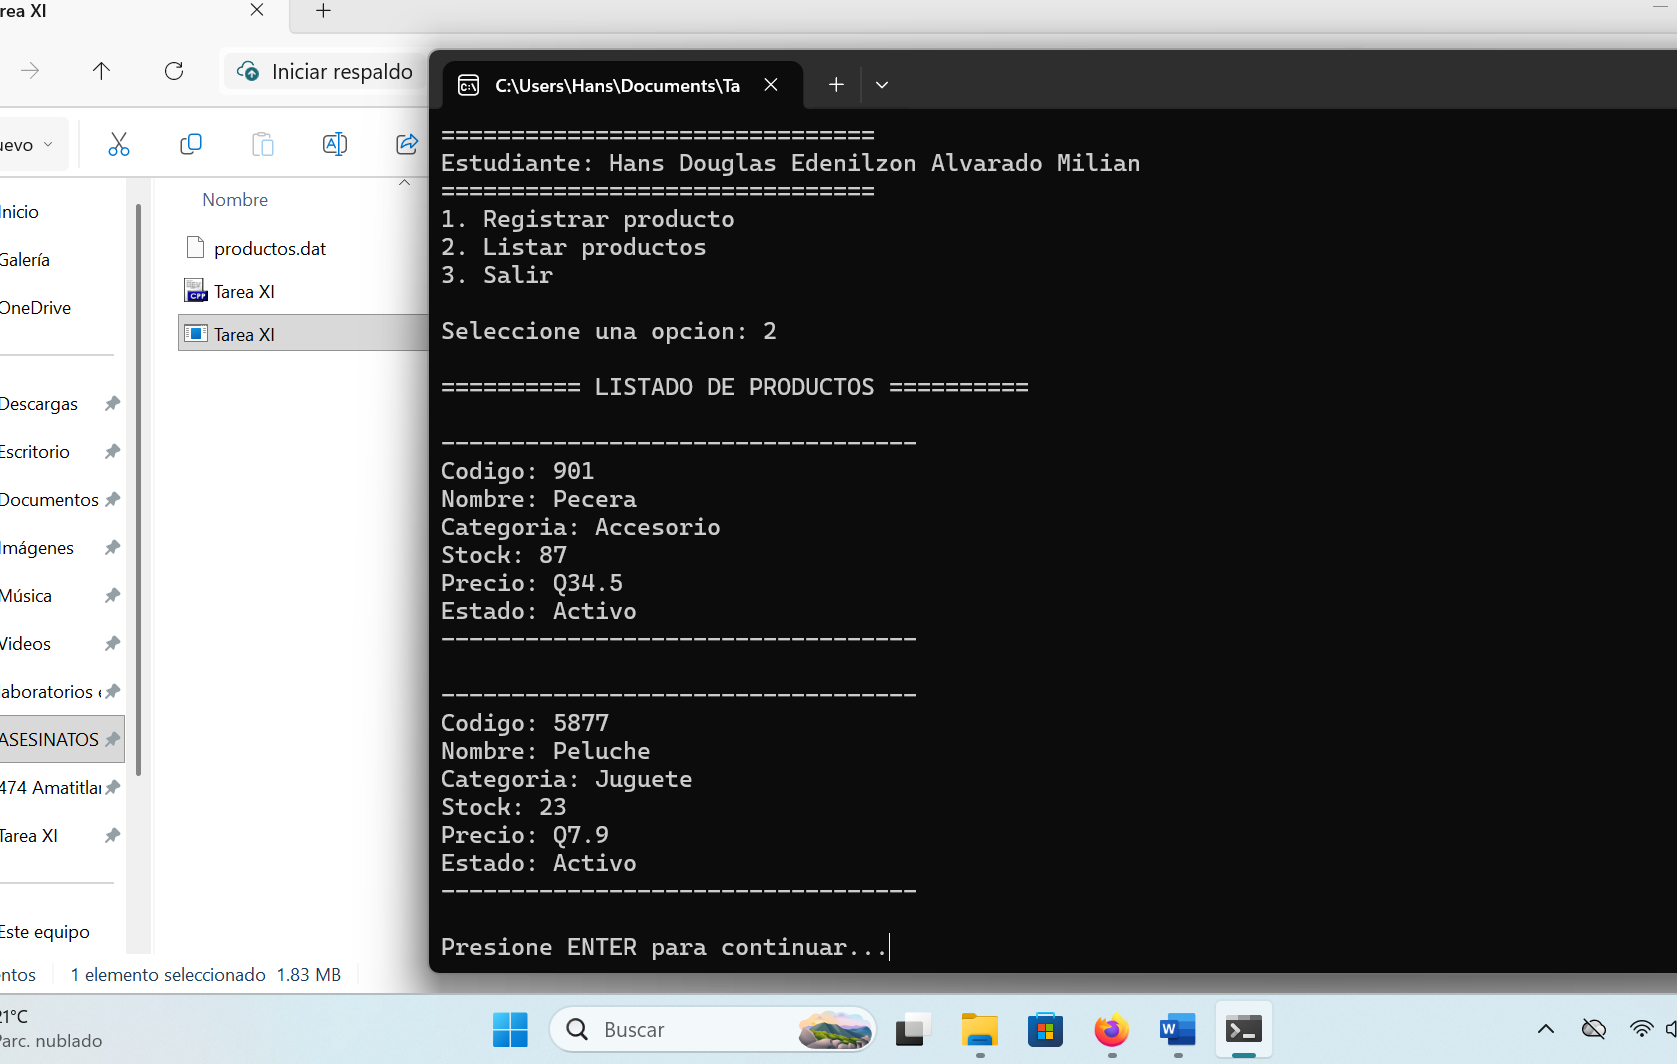 rea XI
Iniciar respaldo
C:\Users\Hans\Documents\Ta
uevo
Nombre
productos.dat
Tarea XI
Tarea XI
Inicio
Galería
OneDrive
Descargas
Escritorio
Documentos
Imágenes
Música
Videos
aboratorios e
ASESINATOS
474 Amatitlan
Tarea XI
Este equipo
entos
1 elemento seleccionado 1.83 MB
===============================
Estudiante: Hans Douglas Edenilzon Alvarado Milian
===============================
1. Registrar producto
2. Listar productos
3. Salir
Seleccione una opcion: 2
========== LISTADO DE PRODUCTOS ==========
----------------------------------
Codigo: 901
Nombre: Pecera
Categoria: Accesorio
Stock: 87
Precio: Q34.5
Estado: Activo
----------------------------------
----------------------------------
Codigo: 5877
Nombre: Peluche
Categoria: Juguete
Stock: 23
Precio: Q7.9
Estado: Activo
----------------------------------
Presione ENTER para continuar...
21°C
Parc. nublado
Buscar